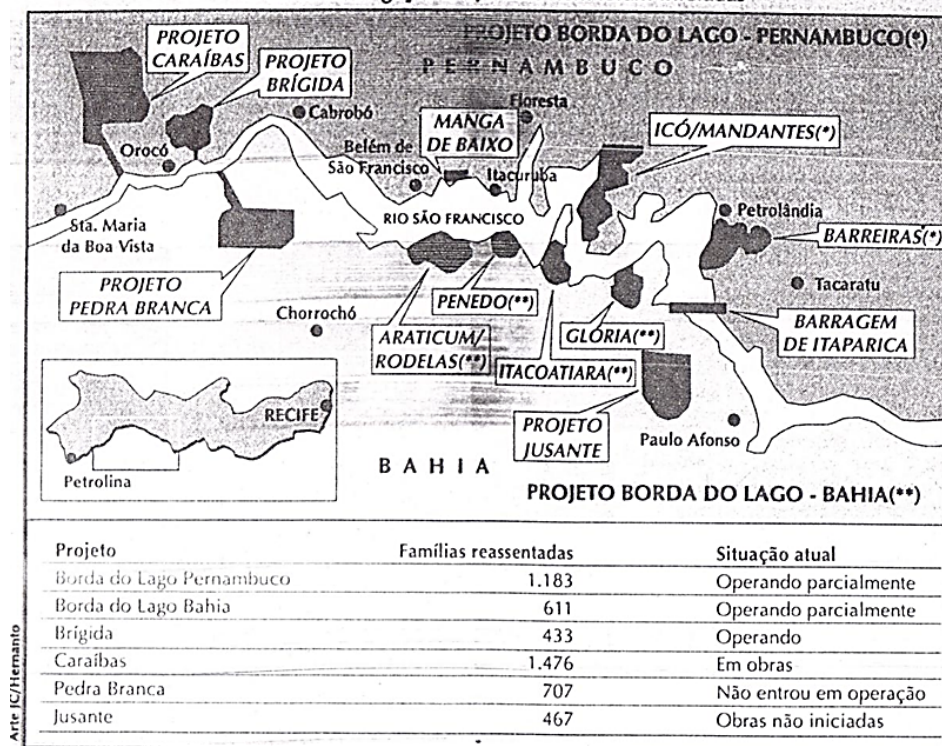 PROJETO BORDA DO LAGO - PERNAMBUCO(*)
PERNAMBUCO
PROJETO
CARAÍBAS
PROJETO
BRÍGIDA
Cabrobó
Orocó
Belém de
São Francisco
MANGA
DE BAIXO
Floresta
Itacuruba
ICÓ/MANDANTES(*)
RIO SÃO FRANCISCO
Petrolândia
BARREIRAS(*)
Sta. Maria
da Boa Vista
PROJETO
PEDRA BRANCA
Chorrochó
ARATICUM/
RODELAS(**)
PENEDO(**)
ITACOATIARA(**)
GLÓRIA(**)
Tacaratu
BARRAGEM
DE ITAPARICA
PROJETO
JUSANTE
Paulo Afonso
RECIFE
Petrolina
BAHIA
PROJETO BORDA DO LAGO - BAHIA(**)
Projeto Famílias reassentadas Situação atual
Borda do Lago Pernambuco 1.183 Operando parcialmente
Borda do Lago Bahia 611 Operando parcialmente
Brígida 433 Operando
Caraíbas 1.476 Em obras
Pedra Branca 707 Não entrou em operação
Jusante 467 Obras não iniciadas
Arte JC/Hernanto